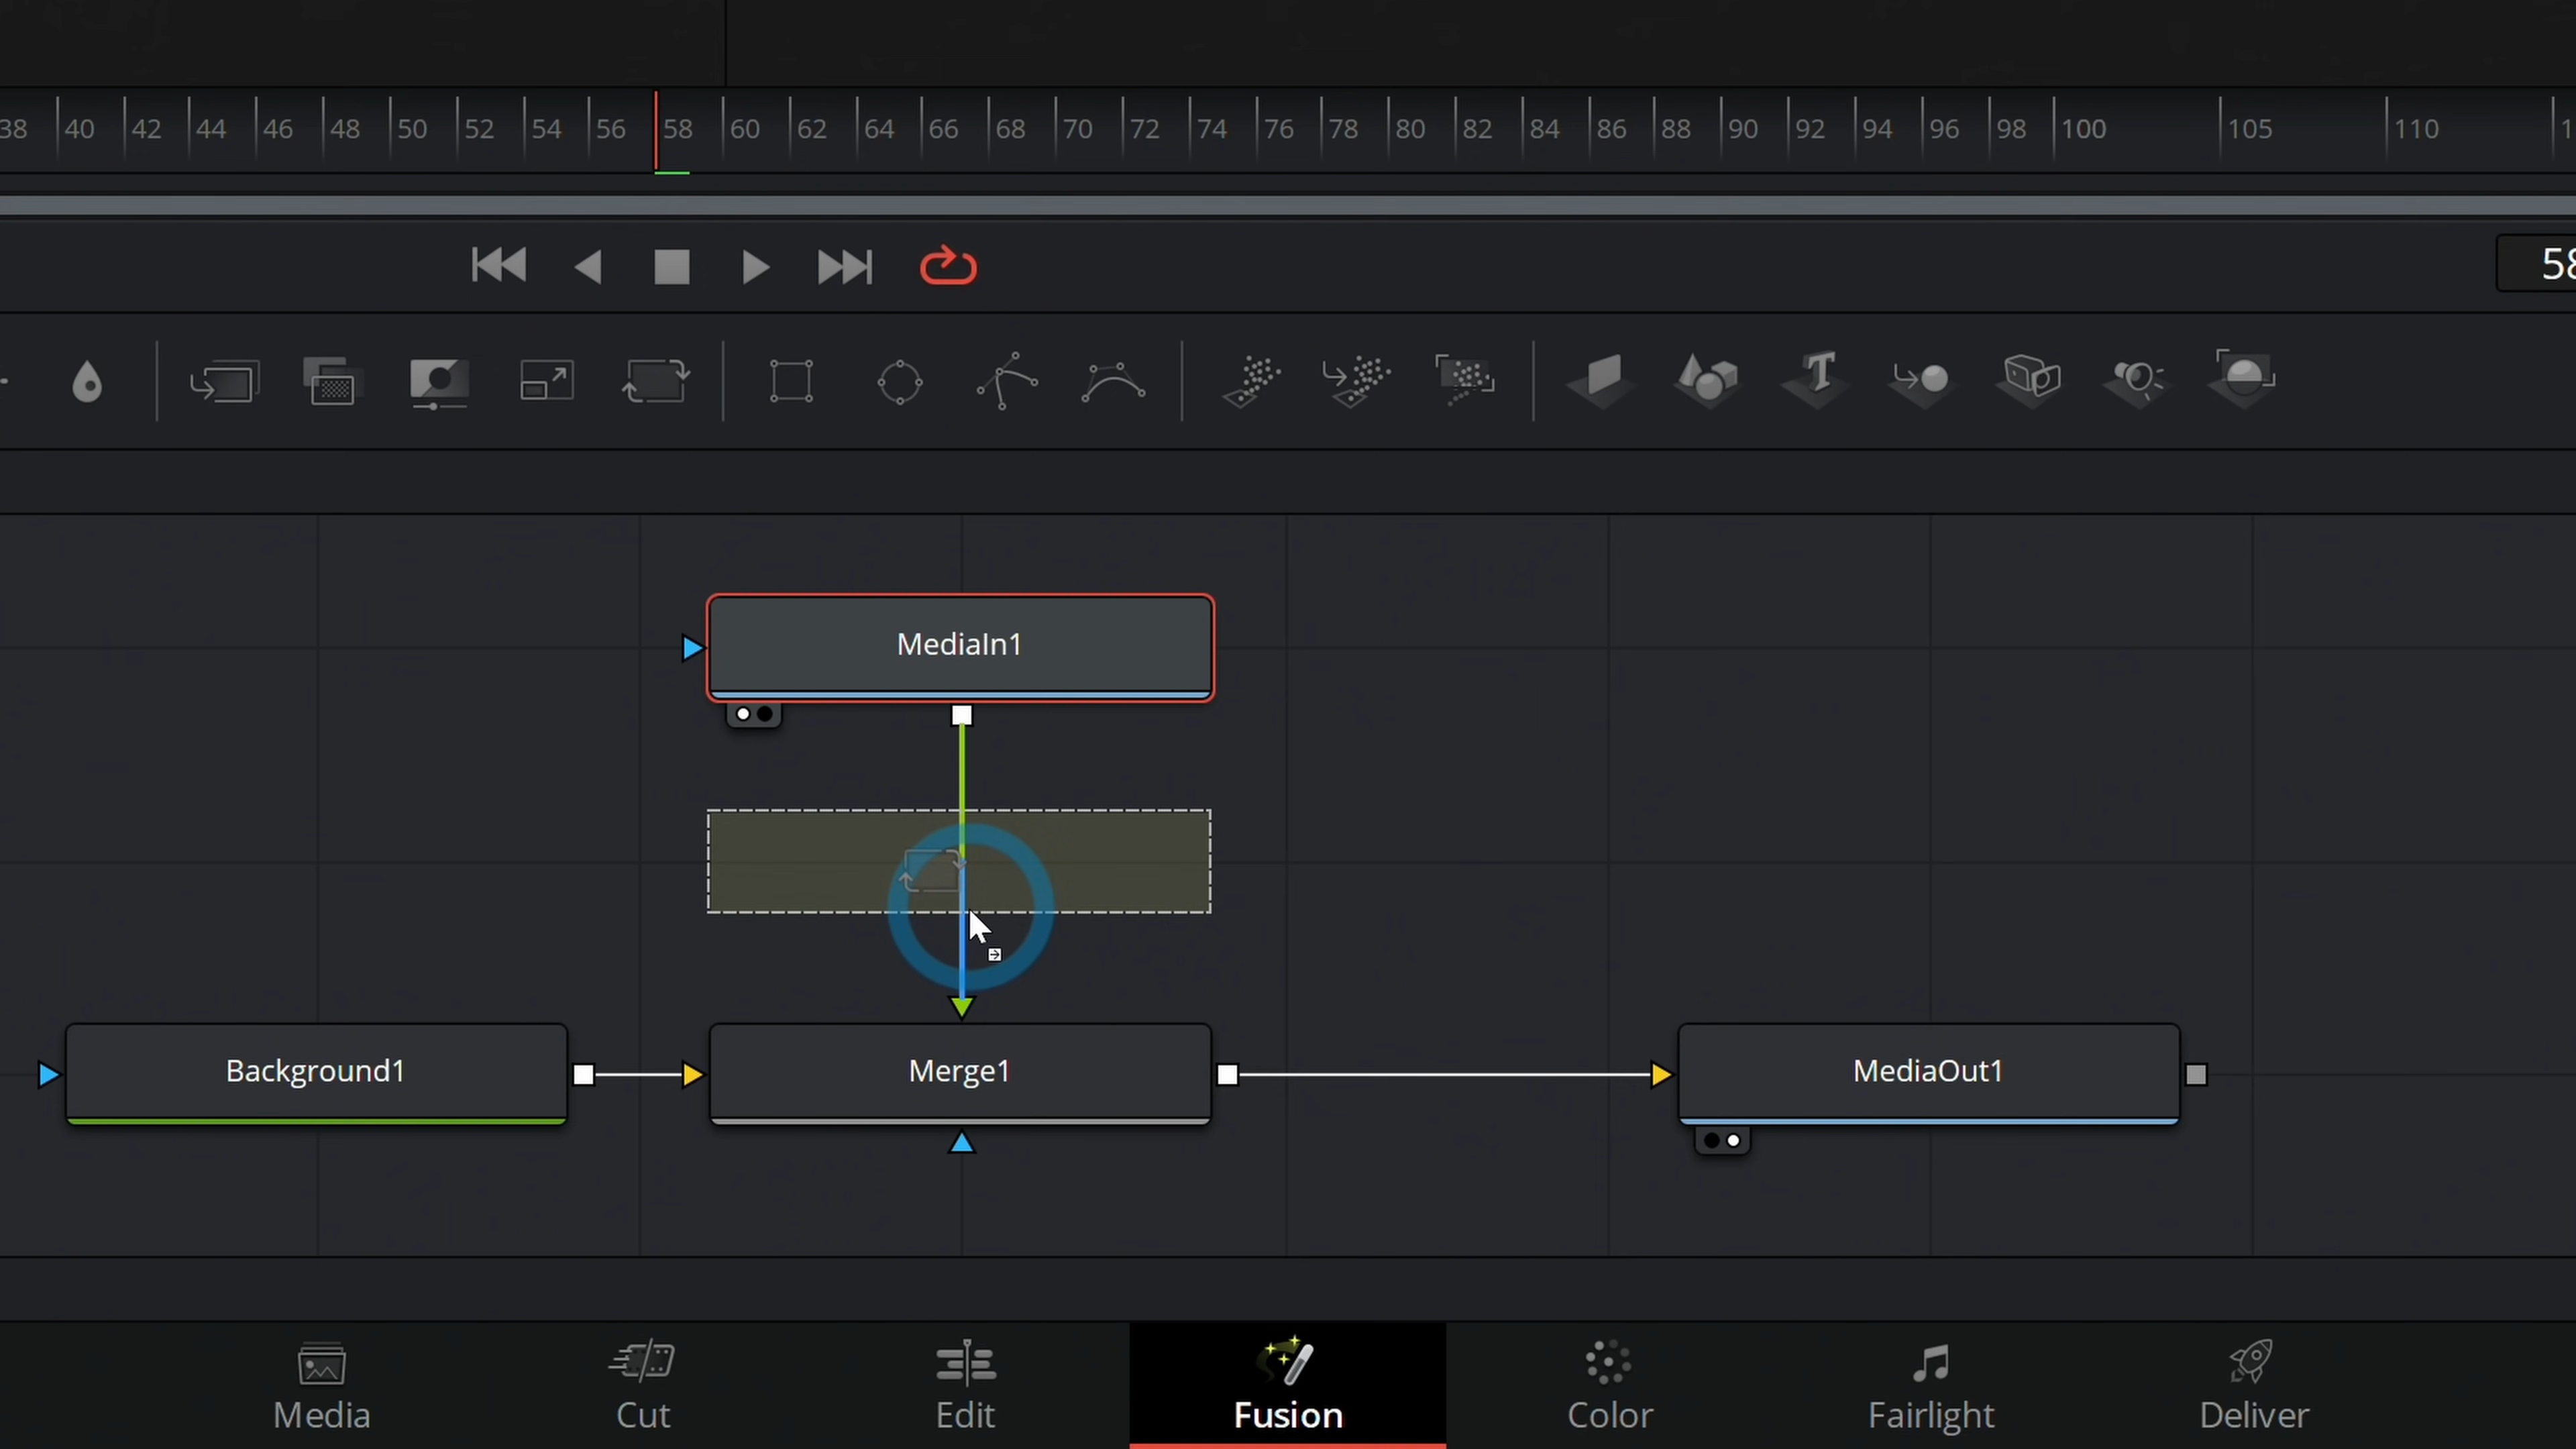 38 40 42 44 46 48 50 52 54 56 58 60 62 64 66 68 70 72 74 76 78 80 82 84 86 88 90 92 94 96 98 100 105 110
58
MediaIn1
Background1 Merge1 MediaOut1
Media Cut Edit Fusion Color Fairlight Deliver